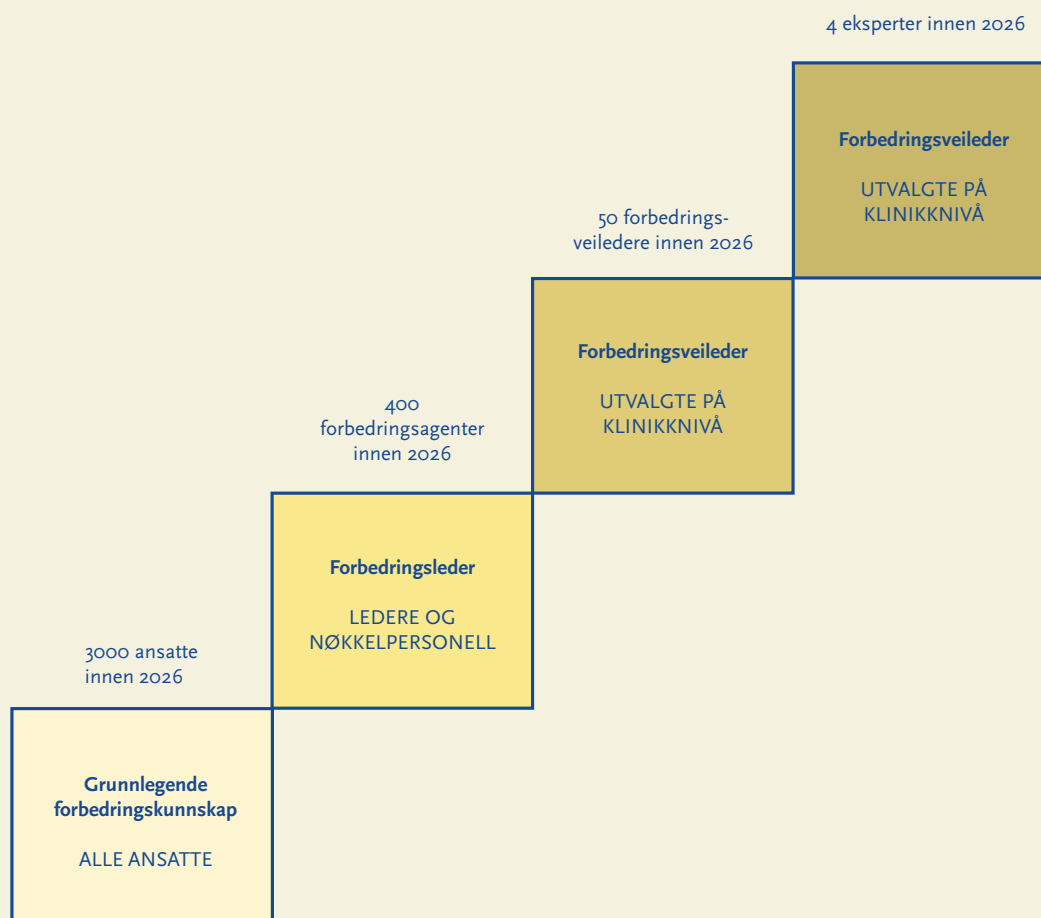 4 eksperter innen 2026
Forbedringsveileder
UTVALGTE PÅ
KLINIKKNIVÅ
50 forbedrings-
veiledere innen 2026
Forbedringsveileder
UTVALGTE PÅ
KLINIKKNIVÅ
400
forbedringsagenter
innen 2026
Forbedringsleder
LEDERE OG
NØKKELPERSONELL
3000 ansatte
innen 2026
Grunnlegende
forbedringskunnskap
ALLE ANSATTE